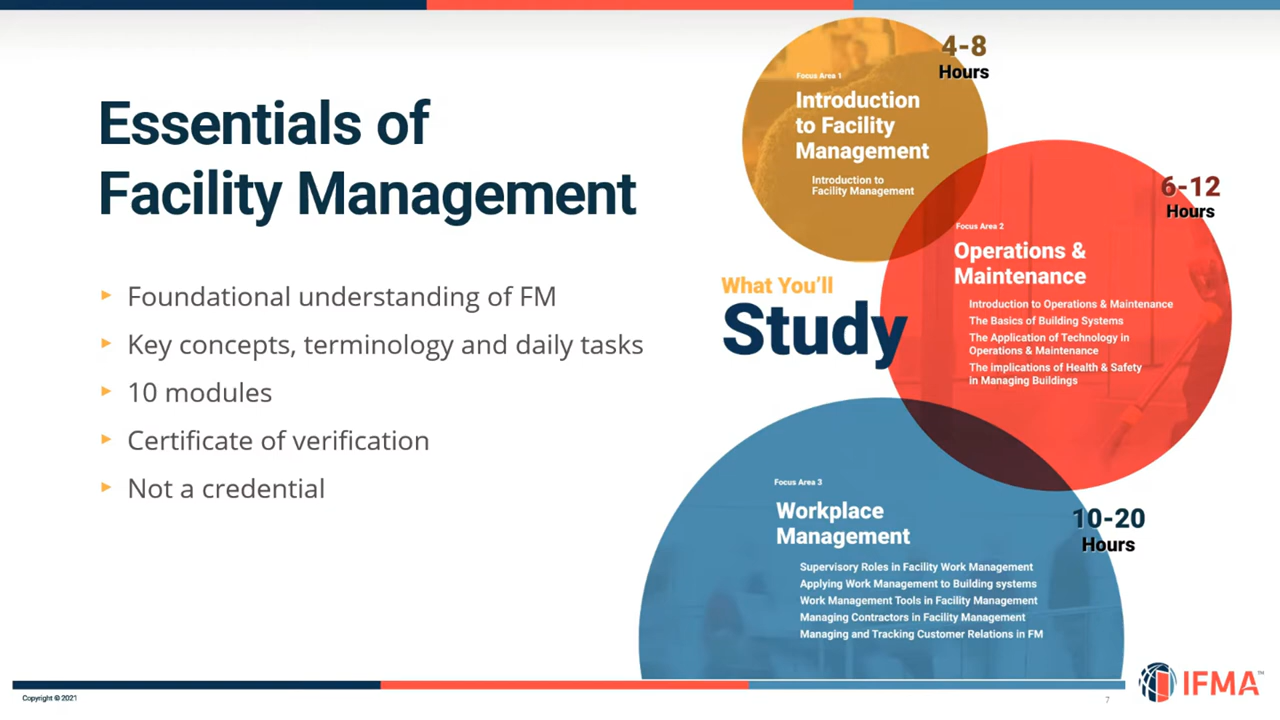 Essentials of
Facility Management
▸ Foundational understanding of FM
▸ Key concepts, terminology and daily tasks
▸ 10 modules
▸ Certificate of verification
▸ Not a credential
What You'll
Study
4-8
Hours
Focus Area 1
Introduction
to Facility
Management
Introduction to
Facility Management
6-12
Hours
Focus Area 2
Operations &
Maintenance
Introduction to Operations & Maintenance
The Basics of Building Systems
The Application of Technology in
Operations & Maintenance
The implications of Health & Safety
in Managing Buildings
10-20
Hours
Focus Area 3
Workplace
Management
Supervisory Roles in Facility Work Management
Applying Work Management to Building systems
Work Management Tools in Facility Management
Managing Contractors in Facility Management
Managing and Tracking Customer Relations in FM
Copyright © 2021
7
IFMA™